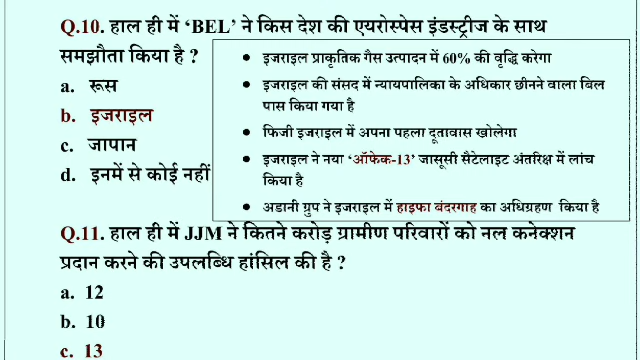 Q.10. हाल ही में ‘BEL’ ने किस देश की एयरोस्पेस इंडस्ट्रीज के साथ
समझौता किया है ?
a. रूस
b. इजराइल
c. जापान
d. इनमें से कोई नहीं
• इजराइल प्राकृतिक गैस उत्पादन में 60% की वृद्धि करेगा
• इजराइल की संसद में न्यायपालिका के अधिकार छीनने वाला बिल
पास किया गया है
• फिजी इजराइल में अपना पहला दूतावास खोलेगा
• इजराइल ने नया ‘ऑफेक-13’ जासूसी सैटेलाइट अंतरिक्ष में लांच
किया है
• अडानी ग्रुप ने इजराइल में हाइफा बंदरगाह का अधिग्रहण किया है
Q.11. हाल ही में JJM ने कितने करोड़ ग्रामीण परिवारों को नल कनेक्शन
प्रदान करने की उपलब्धि हांसिल की है ?
a. 12
b. 10
c. 13